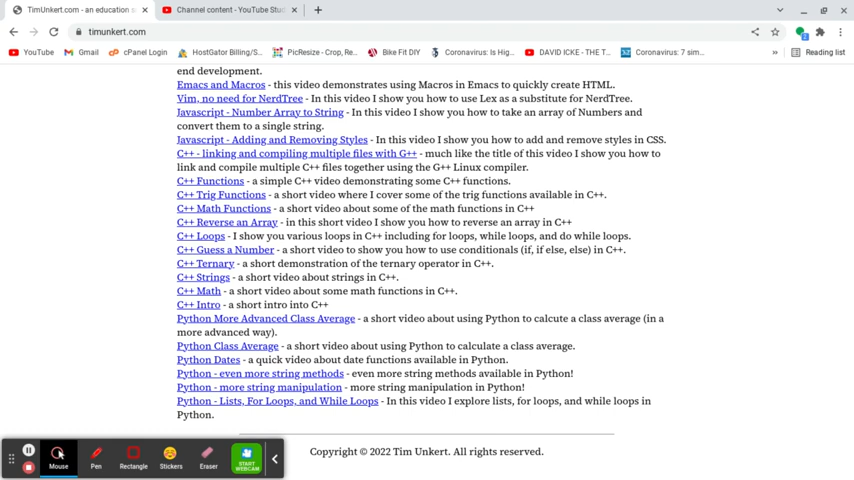 TimUnkert.com - an education s
Channel content - YouTube Stud
timunkert.com
YouTube
Gmail
cPanel Login
HostGator Billing/S...
PicResize - Crop, Re...
Bike Fit DIY
Coronavirus: Is Hig...
DAVID ICKE - THE T...
Coronavirus: 7 sim...
»
Reading list
end development.
Emacs and Macros - this video demonstrates using Macros in Emacs to quickly create HTML.
Vim, no need for NerdTree - In this video I show you how to use Lex as a substitute for NerdTree.
Javascript - Number Array to String - In this video I show you how to take an array of Numbers and
convert them to a single string.
Javascript - Adding and Removing Styles - In this video I show you how to add and remove styles in CSS.
C++ - linking and compiling multiple files with G++ - much like the title of this video I show you how to
link and compile multiple C++ files together using the G++ Linux compiler.
C++ Functions - a simple C++ video demonstrating some C++ functions.
C++ Trig Functions - a short video where I cover some of the trig functions available in C++.
C++ Math Functions - a short video about some of the math functions in C++
C++ Reverse an Array - in this short video I show you how to reverse an array in C++
C++ Loops - I show you various loops in C++ including for loops, while loops, and do while loops.
C++ Guess a Number - a short video to show you how to use conditionals (if, if else, else) in C++.
C++ Ternary - a short demonstration of the ternary operator in C++.
C++ Strings - a short video about strings in C++.
C++ Math - a short video about some math functions in C++.
C++ Intro - a short intro into C++
Python More Advanced Class Average - a short video about using Python to calcute a class average (in a
more advanced way).
Python Class Average - a short video about using Python to calculate a class average.
Python Dates - a quick video about date functions available in Python.
Python - even more string methods - even more string methods available in Python!
Python - more string manipulation - more string manipulation in Python!
Python - Lists, For Loops, and While Loops - In this video I explore lists, for loops, and while loops in
Python.
Copyright © 2022 Tim Unkert. All rights reserved.
Mouse
Pen
Rectangle
Stickers
Eraser
START
WEBCAM